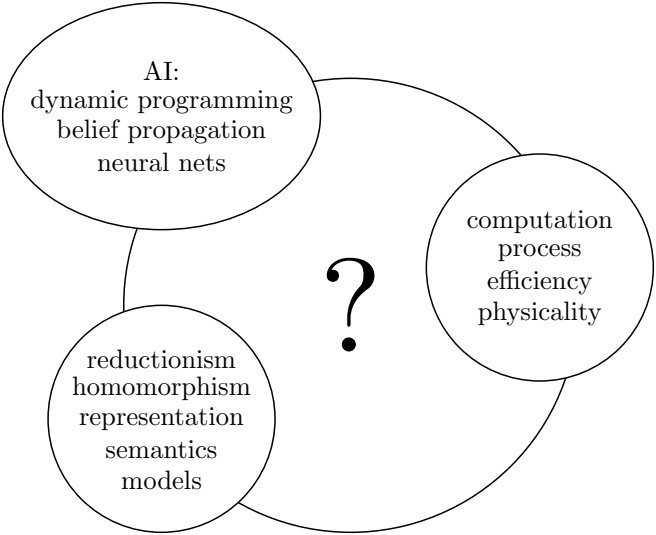 AI:
dynamic programming
belief propagation
neural nets
computation
process
efficiency
physicality
?
reductionism
homomorphism
representation
semantics
models